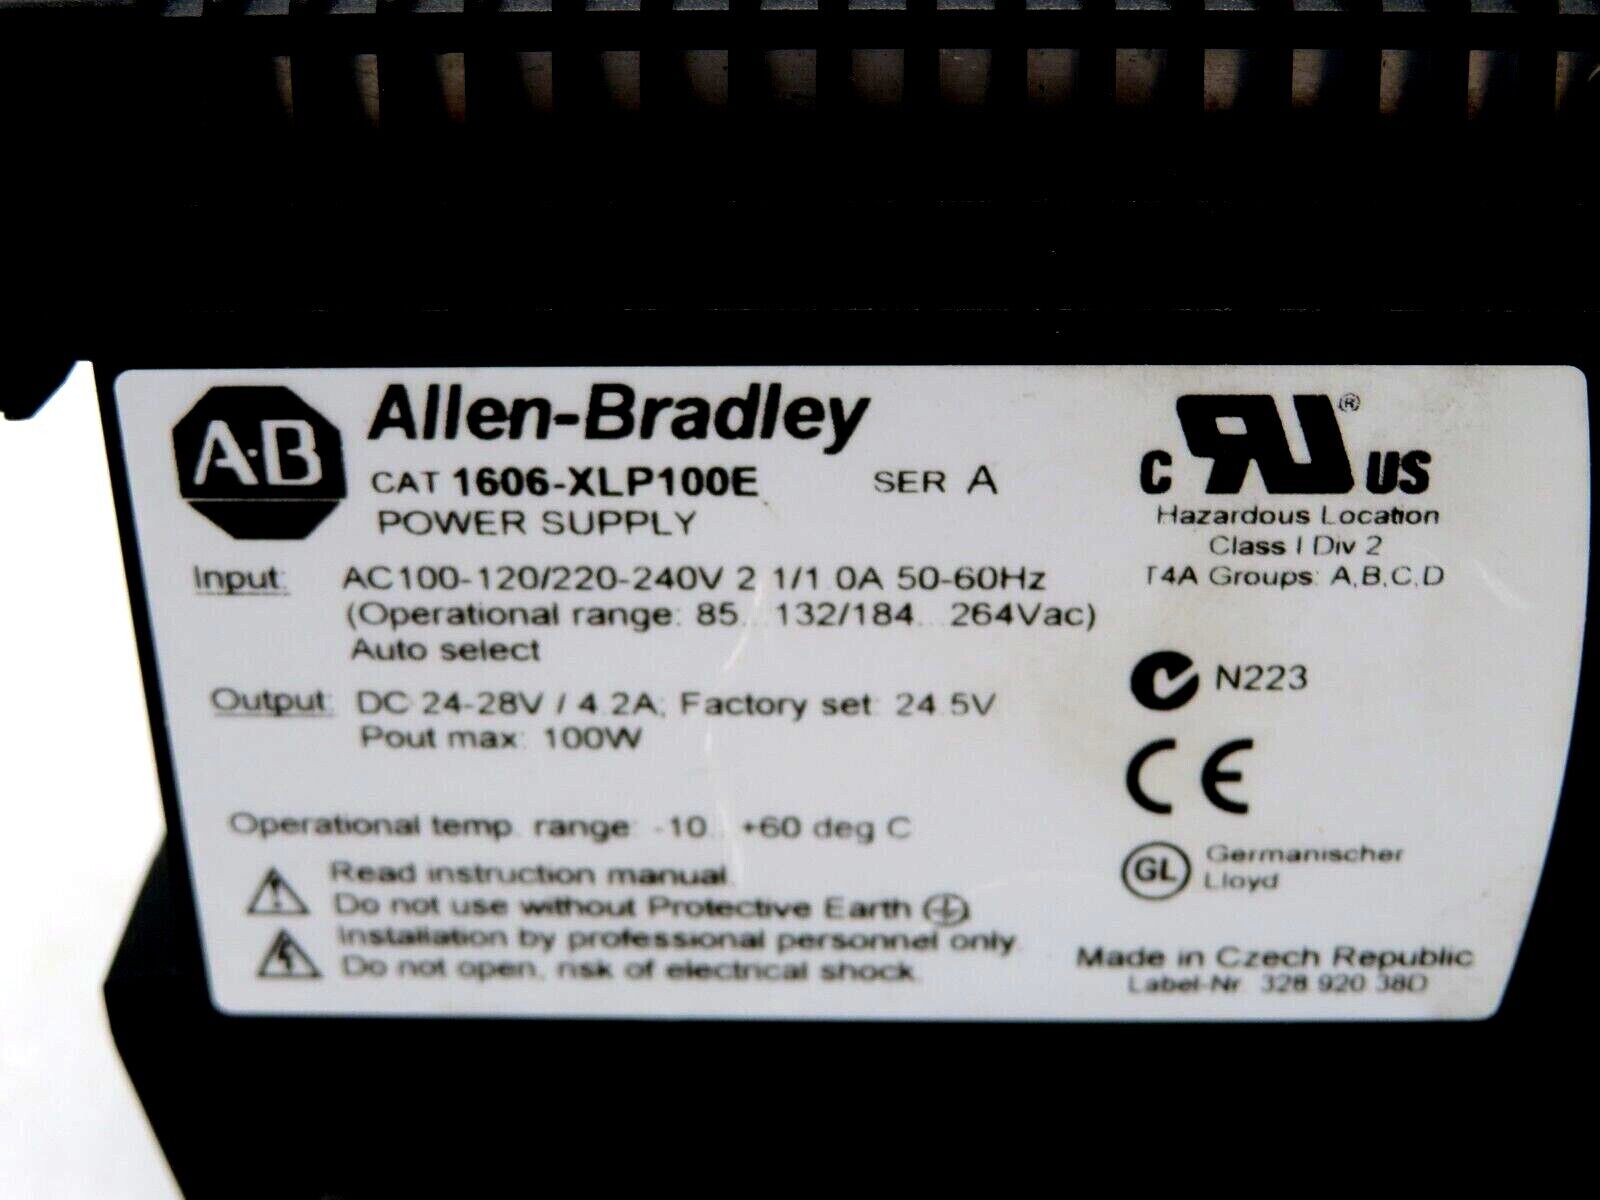 A·B Allen-Bradley
CAT 1606-XLP100E SER A
POWER SUPPLY
Input: AC100-120/220-240V 2.1/1.0A 50-60Hz
(Operational range: 85...132/184...264Vac)
Auto select
Output: DC 24-28V / 4.2A; Factory set: 24.5V
Pout max: 100W
Operational temp. range: -10...+60 deg C
Read instruction manual.
Do not use without Protective Earth
Installation by professional personnel only.
Do not open, risk of electrical shock.
C RU ® US
Hazardous Location
Class I Div 2
T4A Groups: A,B,C,D
N223
CE
GL Germanischer
Lloyd
Made in Czech Republic
Label-Nr. 328 920 38D